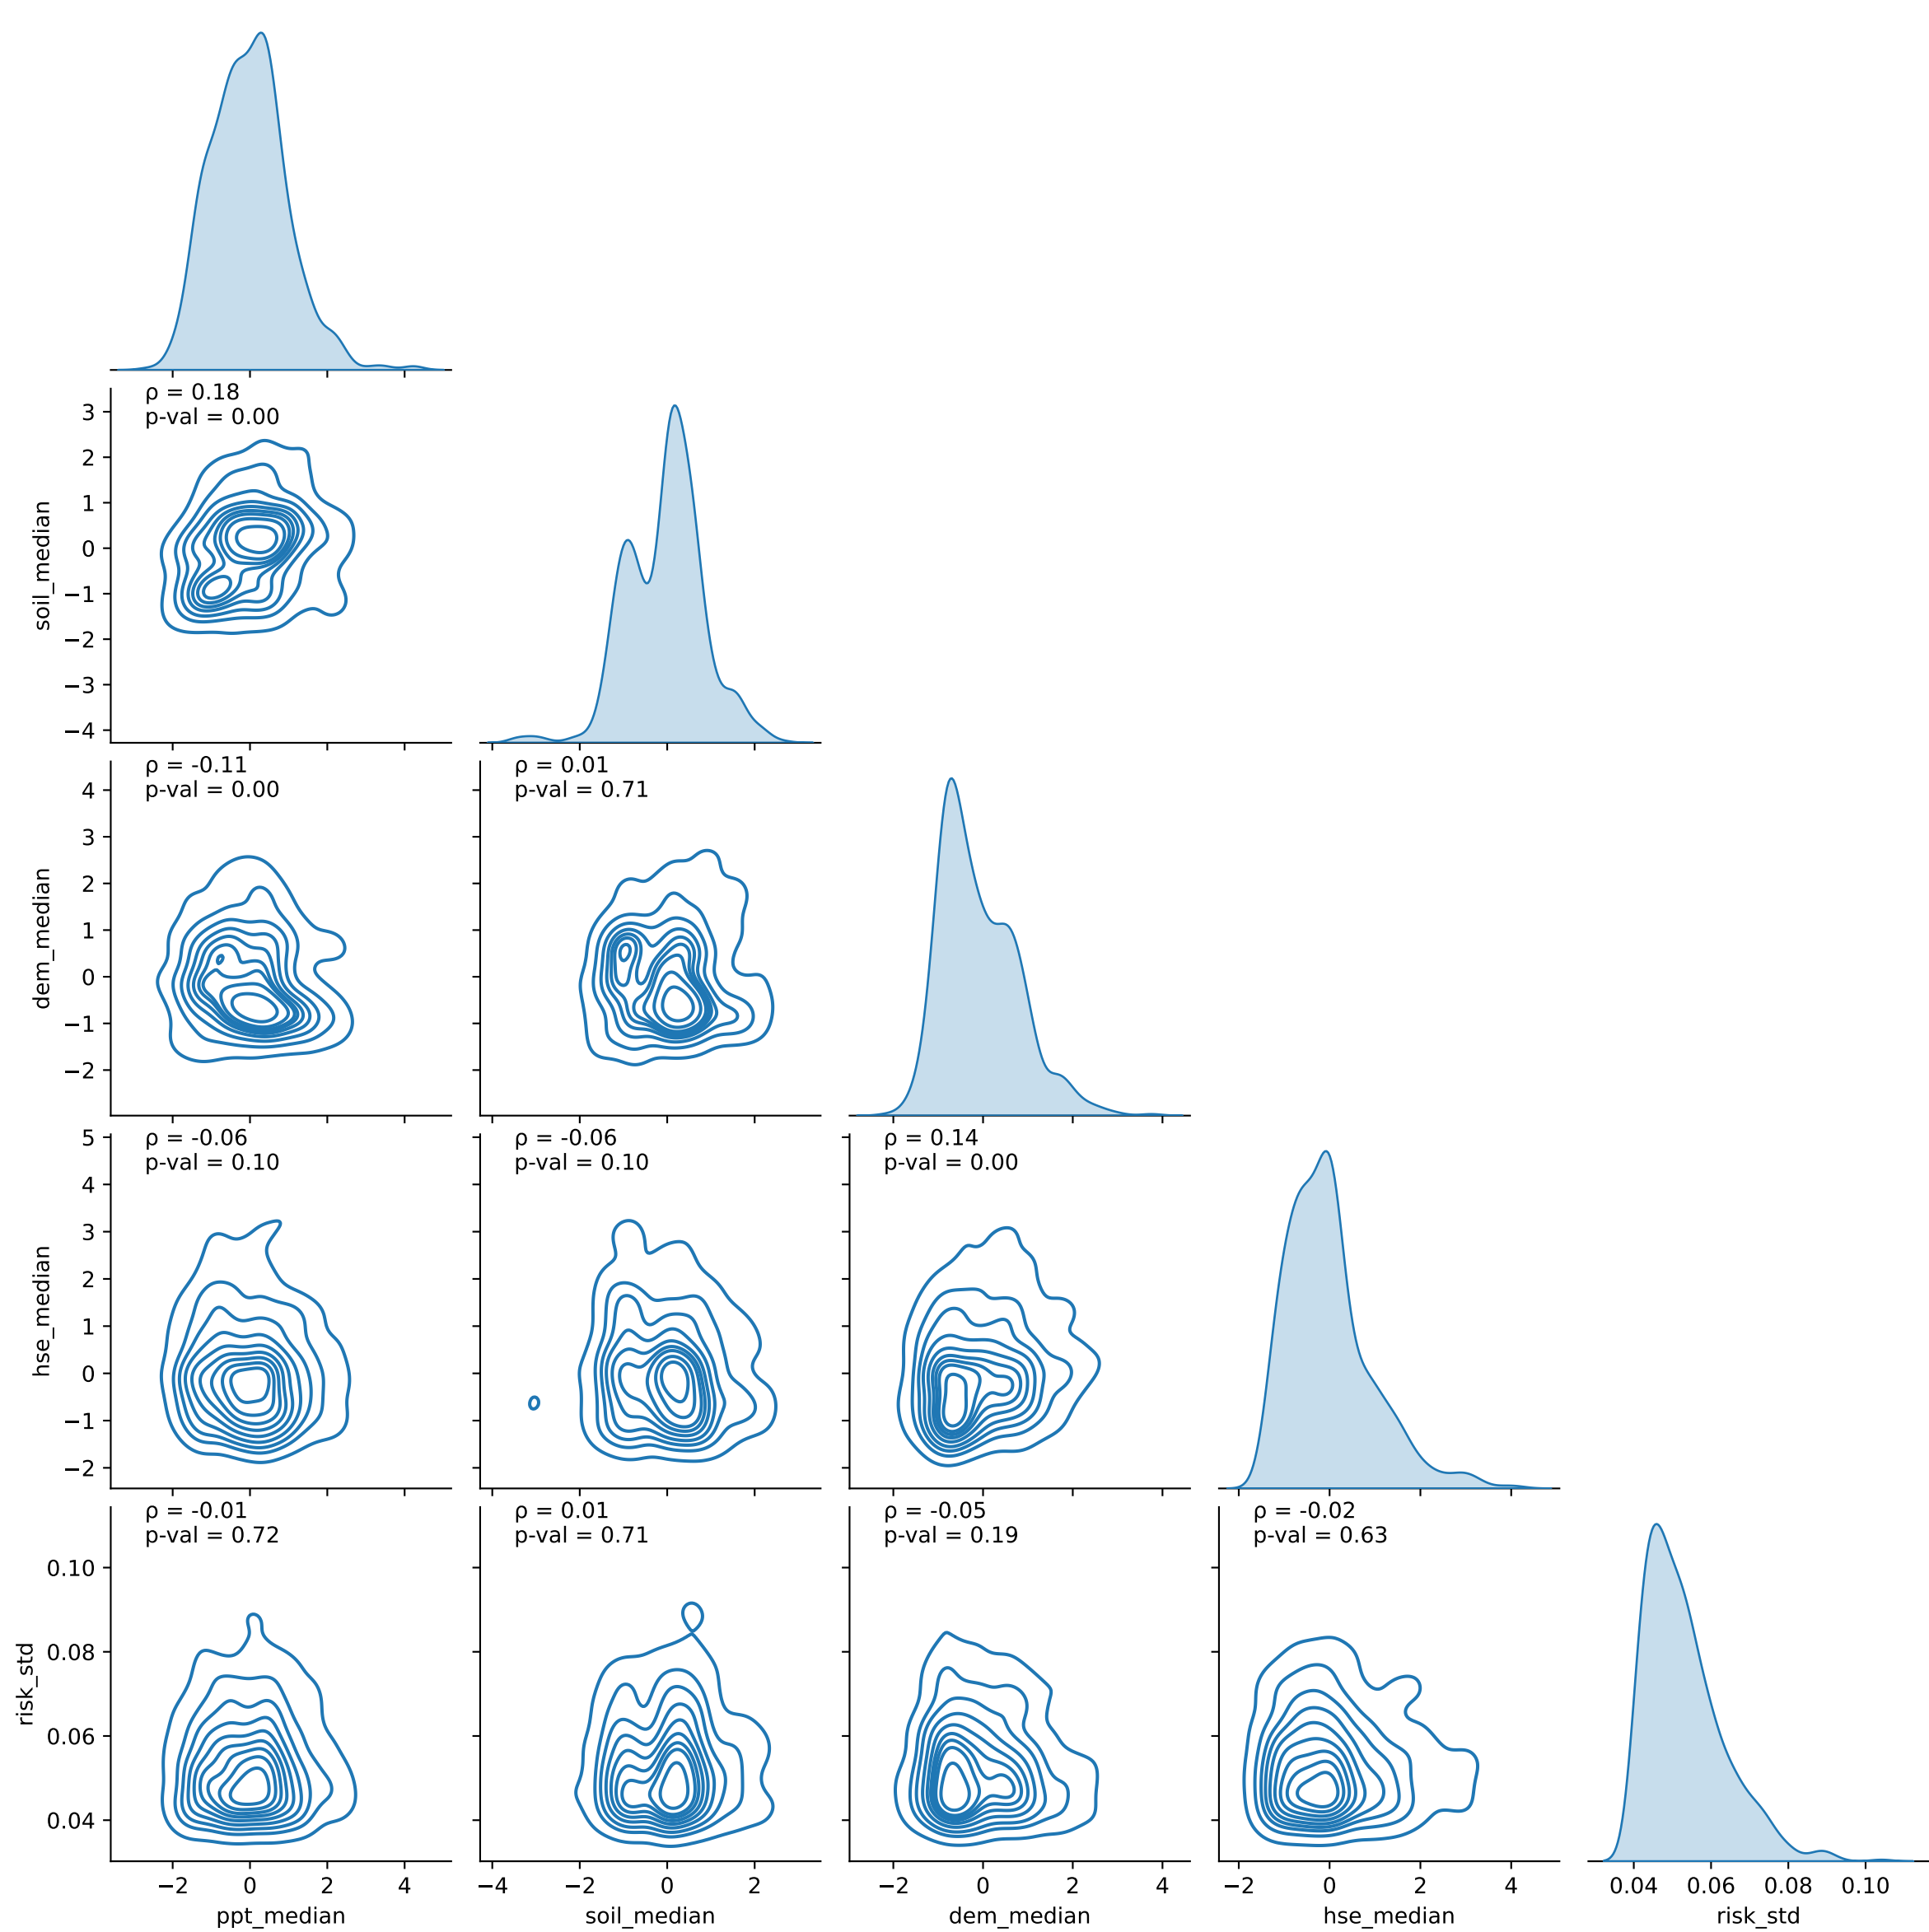 ρ = 0.18
p-val = 0.00
3
2
1
0
−1
−2
−3
−4
soil_median
ρ = -0.11
p-val = 0.00
ρ = 0.01
p-val = 0.71
4
3
2
1
0
−1
−2
dem_median
ρ = -0.06
p-val = 0.10
ρ = -0.06
p-val = 0.10
ρ = 0.14
p-val = 0.00
5
4
3
2
1
0
−1
−2
hse_median
ρ = -0.01
p-val = 0.72
ρ = 0.01
p-val = 0.71
ρ = -0.05
p-val = 0.19
ρ = -0.02
p-val = 0.63
0.10
0.08
0.06
0.04
risk_std
−2 0 2 4
−4 −2 0 2
−2 0 2 4
−2 0 2 4
0.04 0.06 0.08 0.10
ppt_median
soil_median
dem_median
hse_median
risk_std